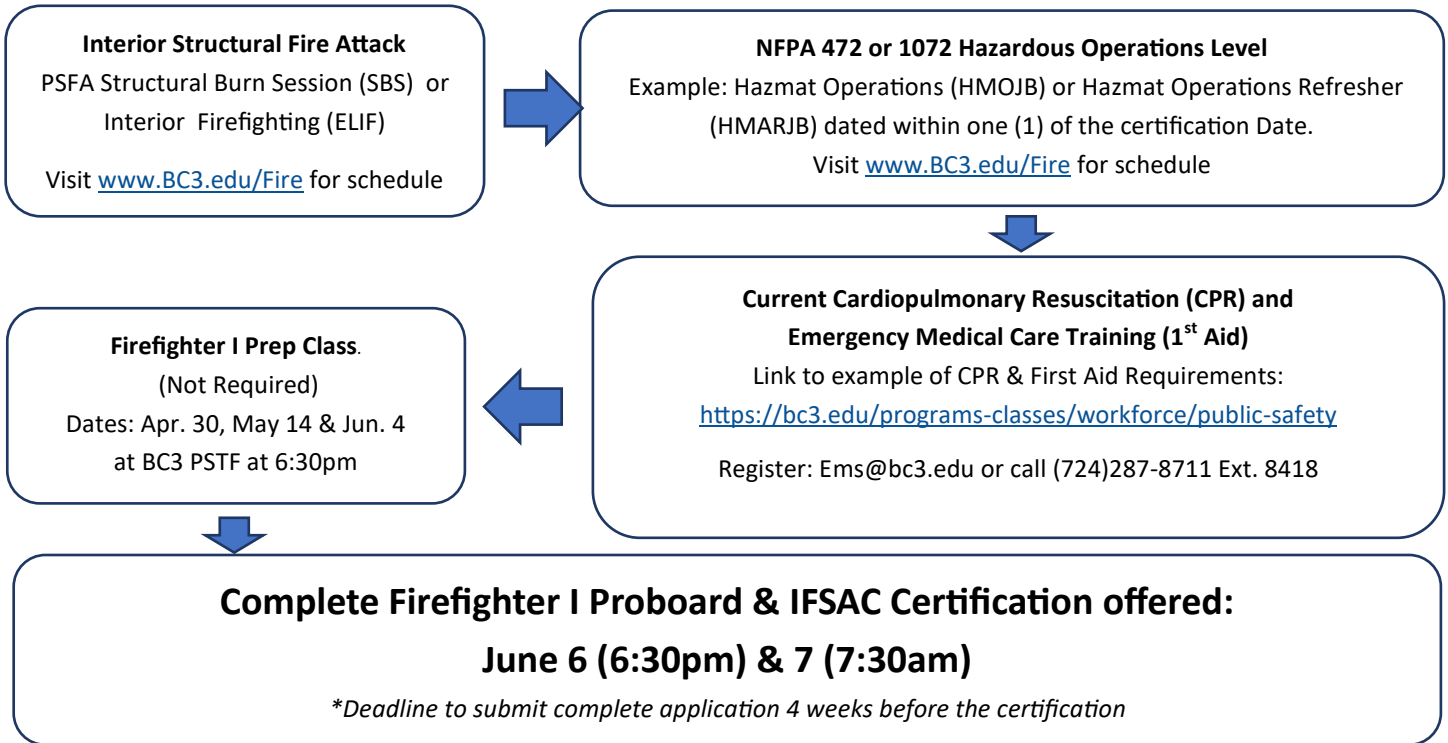 Interior Structural Fire Attack
PSFA Structural Burn Session (SBS) or
Interior Firefighting (ELIF)
Visit www.BC3.edu/Fire for schedule
NFPA 472 or 1072 Hazardous Operations Level
Example: Hazmat Operations (HMOJB) or Hazmat Operations Refresher
(HMARJB) dated within one (1) of the certification Date.
Visit www.BC3.edu/Fire for schedule
Current Cardiopulmonary Resuscitation (CPR) and
Emergency Medical Care Training (1st Aid)
Link to example of CPR & First Aid Requirements:
https://bc3.edu/programs-classes/workforce/public-safety
Register: Ems@bc3.edu or call (724)287-8711 Ext. 8418
Firefighter I Prep Class.
(Not Required)
Dates: Apr. 30, May 14 & Jun. 4
at BC3 PSTF at 6:30pm
Complete Firefighter I Proboard & IFSAC Certification offered:
June 6 (6:30pm) & 7 (7:30am)
*Deadline to submit complete application 4 weeks before the certification